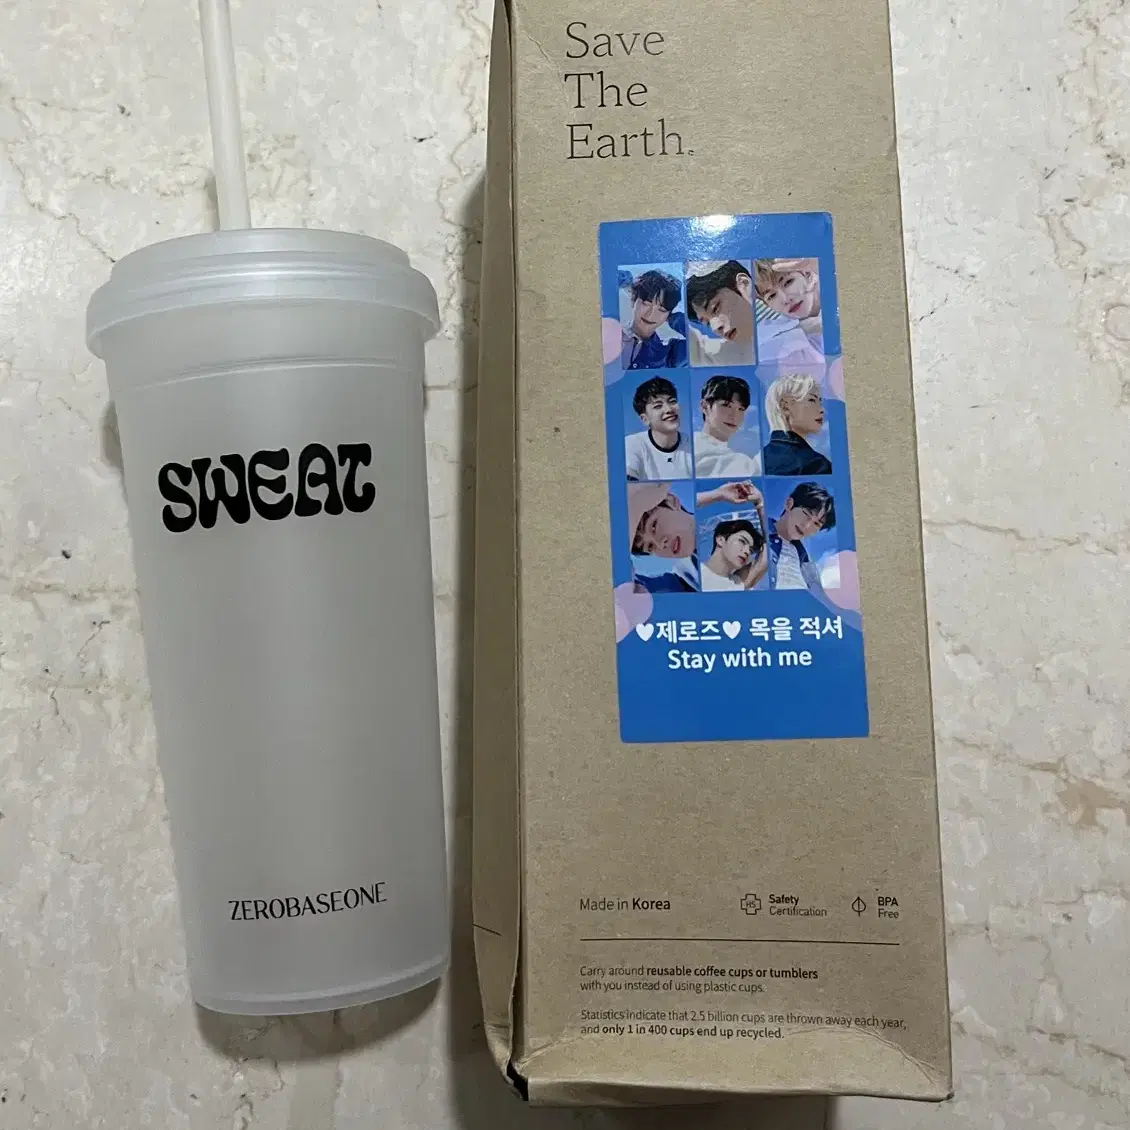 SWEAT
ZEROBASEONE
Save
The
Earth.
♥제로즈♥ 목을 적셔
Stay with me
Made in Korea
HS
Safety
Certification
BPA
Free
Carry around reusable coffee cups or tumblers
with you instead of using plastic cups.
Statistics indicate that 2.5 billion cups are thrown away each year,
and only 1 in 400 cups end up recycled.